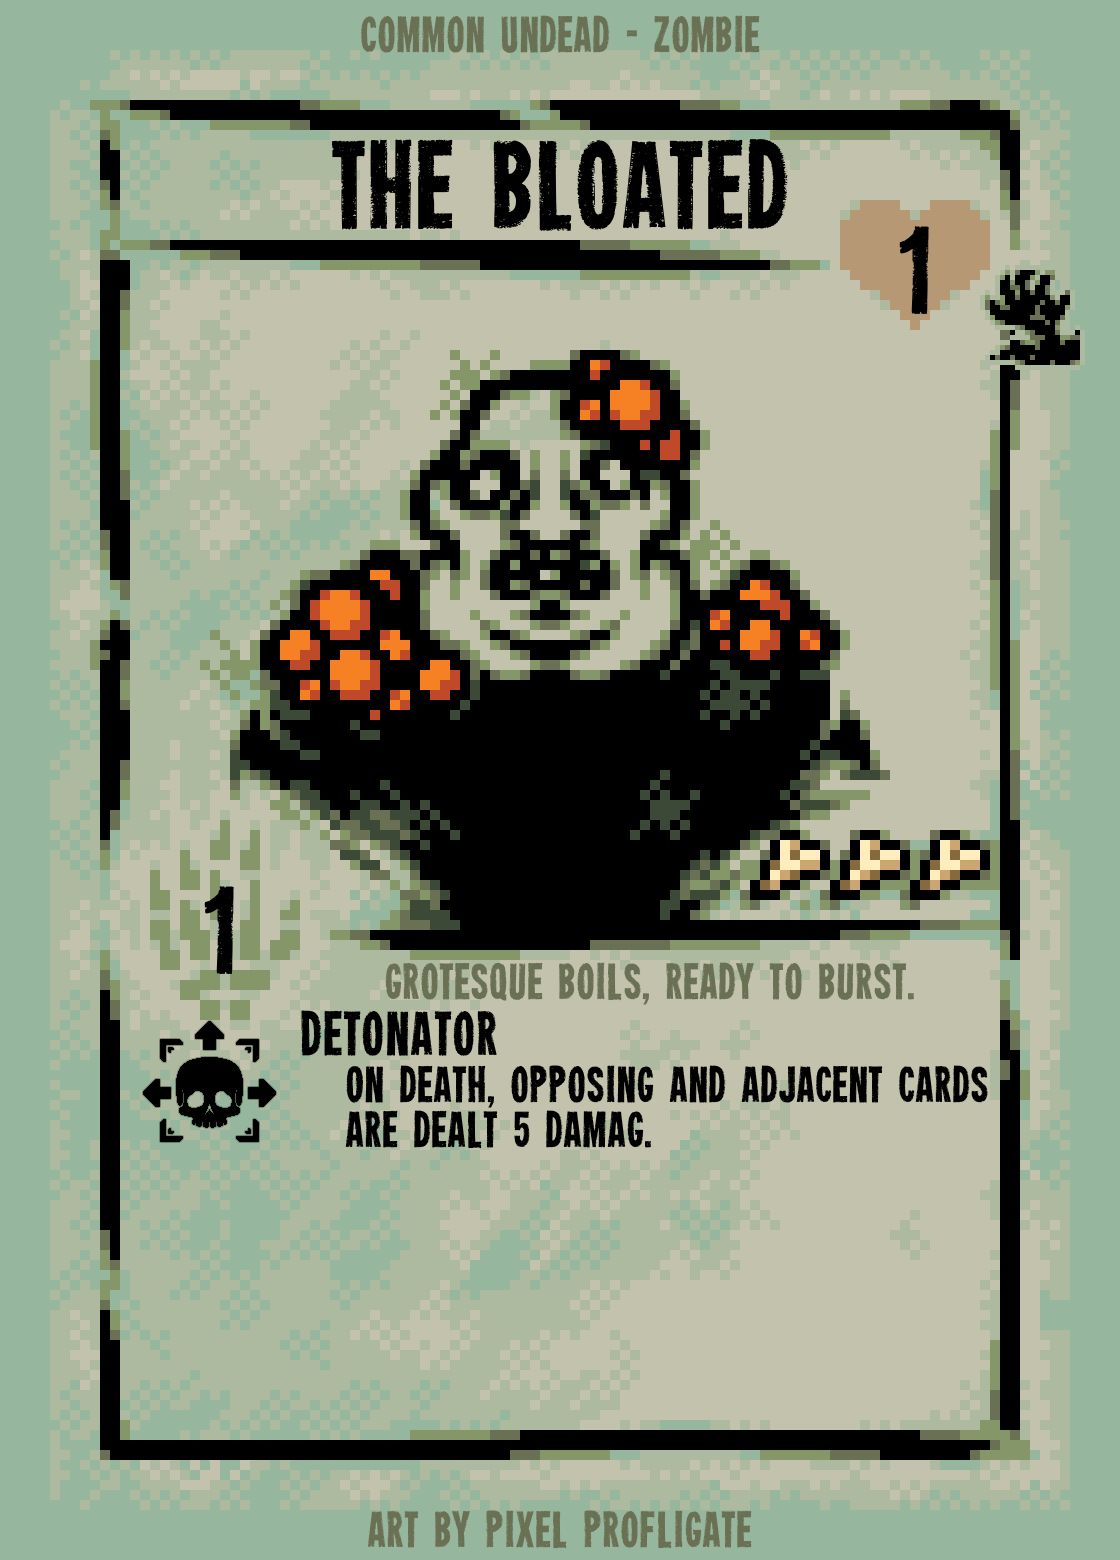 COMMON UNDEAD - ZOMBIE
THE BLOATED
1
1
GROTESQUE BOILS, READY TO BURST.
DETONATOR
ON DEATH, OPPOSING AND ADJACENT CARDS
ARE DEALT 5 DAMAG.
ART BY PIXEL PROFLIGATE